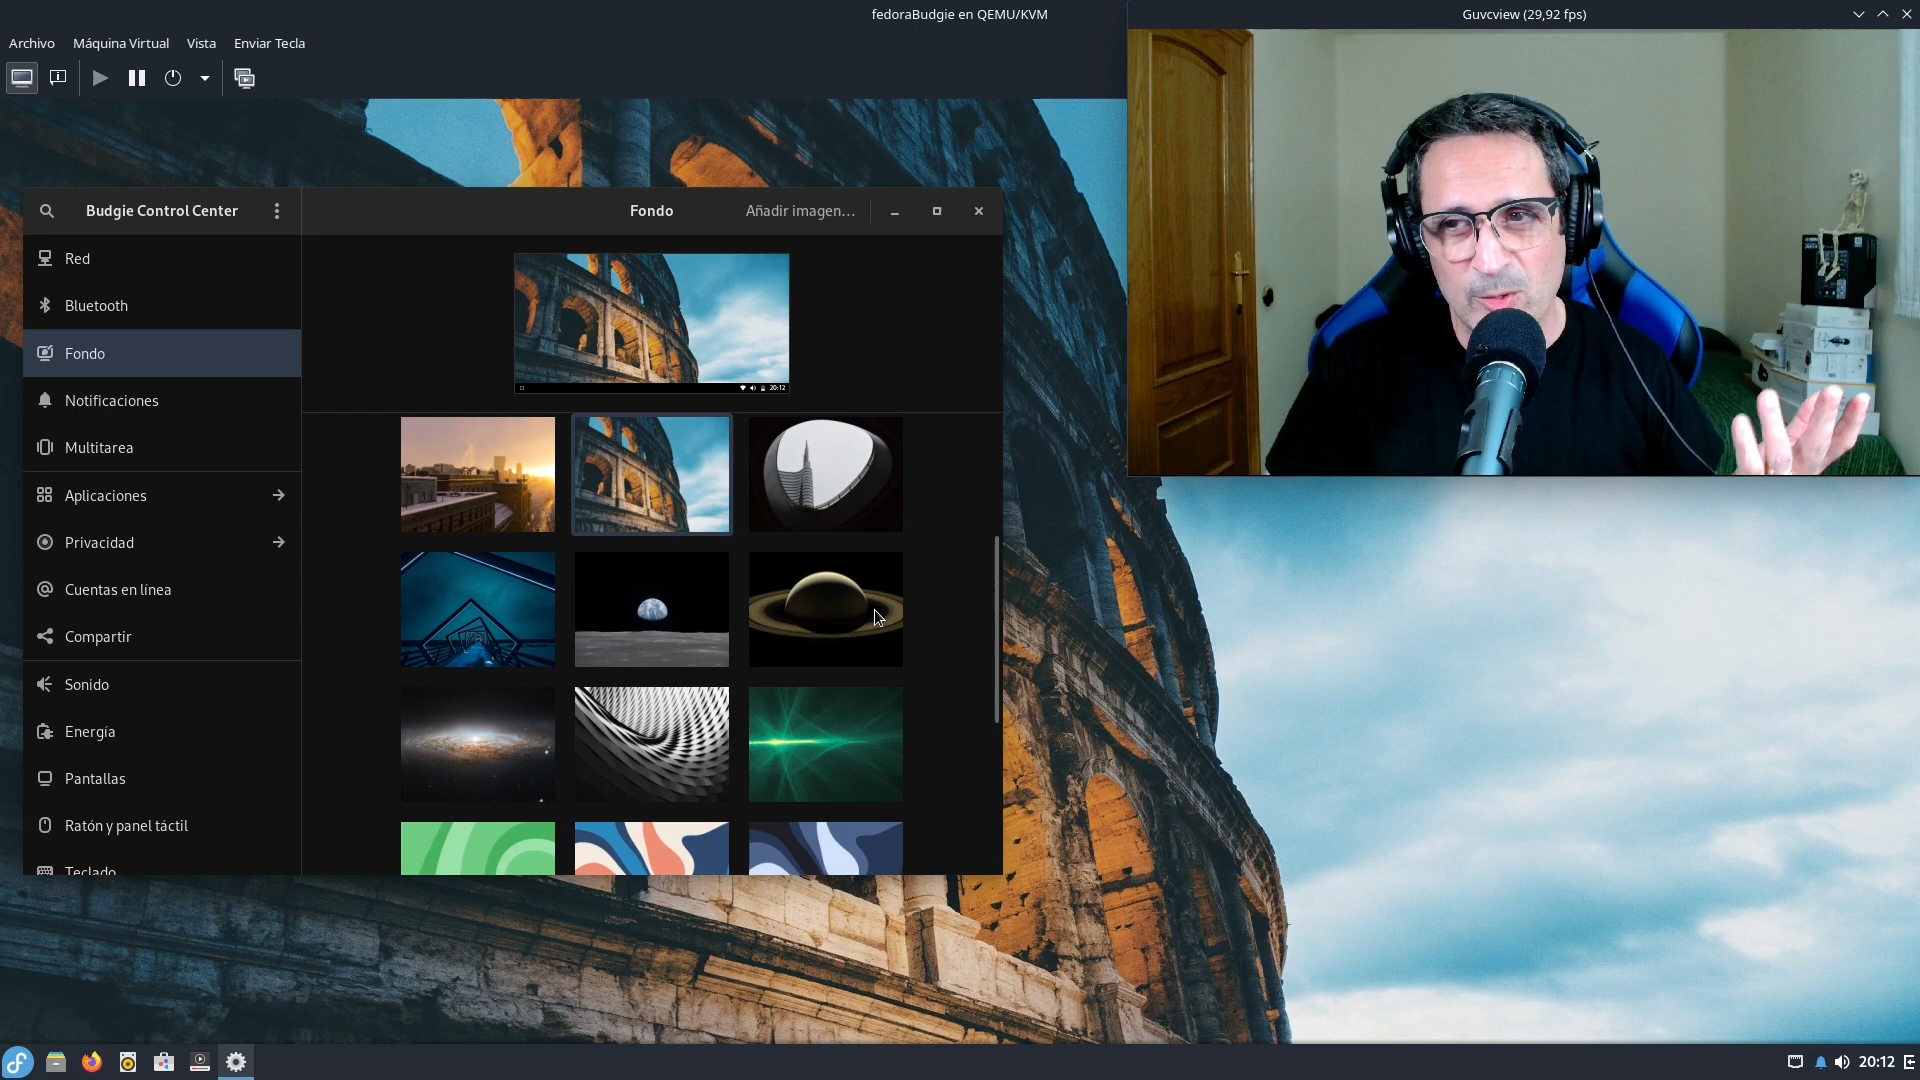 fedoraBudgie en QEMU/KVM
Guvcview (29,92 fps)
Archivo Máquina Virtual Vista Enviar Tecla
Budgie Control Center
Fondo
Añadir imagen...
Red
Bluetooth
Fondo
Notificaciones
Multitarea
Aplicaciones
Privacidad
Cuentas en línea
Compartir
Sonido
Energía
Pantallas
Ratón y panel táctil
Teclado
20:12
20:12